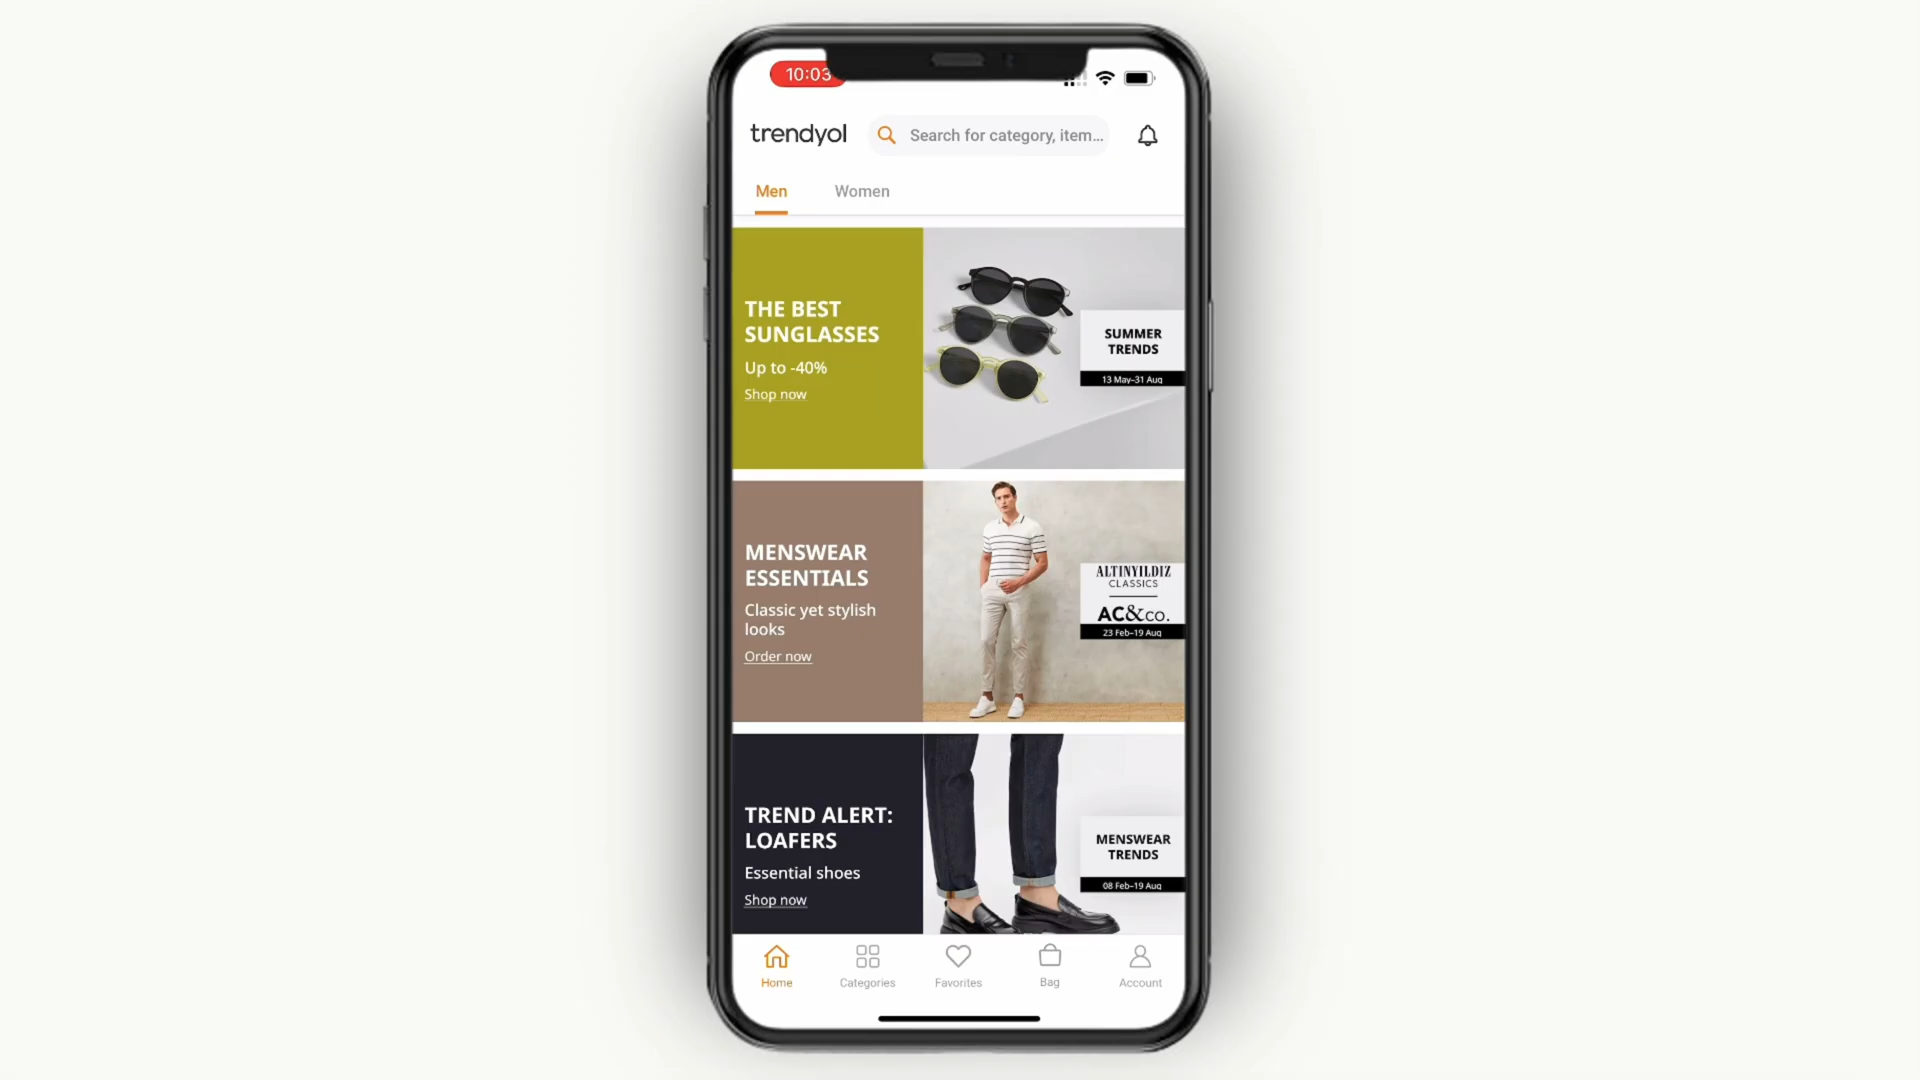 10:03
trendyol
Search for category, item...
Men
Women
THE BEST
SUNGLASSES
Up to -40%
Shop now
SUMMER
TRENDS
13 May–31 Aug
MENSWEAR
ESSENTIALS
Classic yet stylish
looks
Order now
ALTINYILDIZ
CLASSICS
AC&co.
23 Feb–19 Aug
TREND ALERT:
LOAFERS
Essential shoes
Shop now
MENSWEAR
TRENDS
08 Feb–19 Aug
Home
Categories
Favorites
Bag
Account